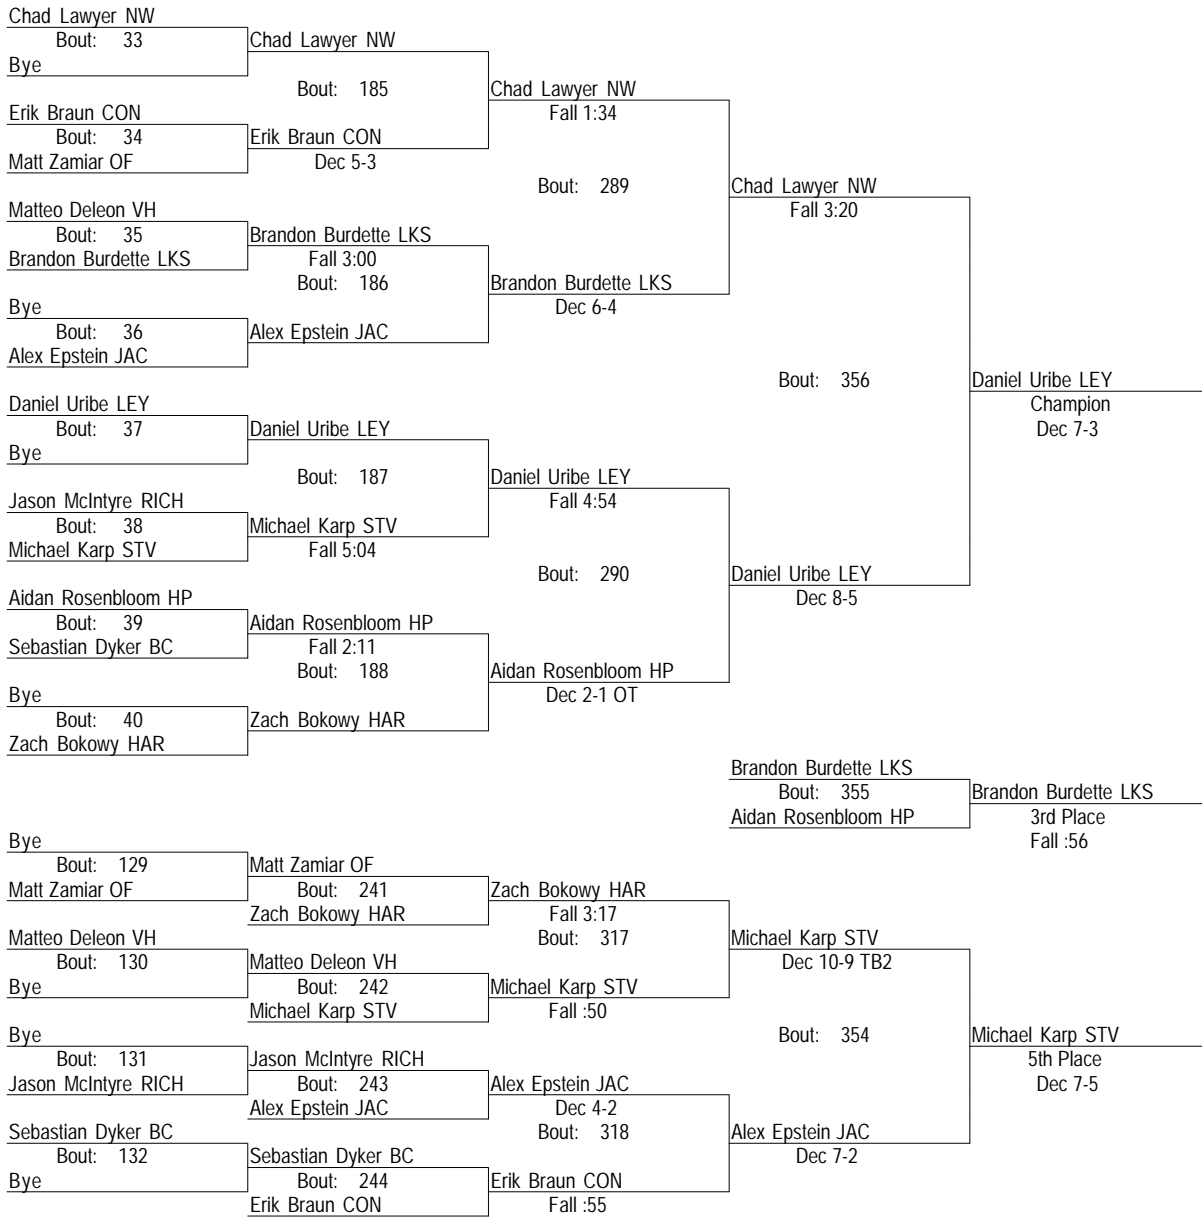 Chad Lawyer NW
Bout: 33
Chad Lawyer NW
Bye
Bout: 185
Chad Lawyer NW
Erik Braun CON
Fall 1:34
Bout: 34
Erik Braun CON
Matt Zamiar OF
Dec 5-3
Bout: 289
Chad Lawyer NW
Matteo Deleon VH
Fall 3:20
Bout: 35
Brandon Burdette LKS
Brandon Burdette LKS
Fall 3:00
Bout: 186
Brandon Burdette LKS
Bye
Dec 6-4
Bout: 36
Alex Epstein JAC
Alex Epstein JAC
Bout: 356
Daniel Uribe LEY
Daniel Uribe LEY
Champion
Bout: 37
Daniel Uribe LEY
Dec 7-3
Bye
Bout: 187
Daniel Uribe LEY
Jason McIntyre RICH
Fall 4:54
Bout: 38
Michael Karp STV
Michael Karp STV
Fall 5:04
Bout: 290
Daniel Uribe LEY
Aidan Rosenbloom HP
Dec 8-5
Bout: 39
Aidan Rosenbloom HP
Sebastian Dyker BC
Fall 2:11
Bout: 188
Aidan Rosenbloom HP
Bye
Dec 2-1 OT
Bout: 40
Zach Bokowy HAR
Zach Bokowy HAR
Brandon Burdette LKS
Bout: 355
Brandon Burdette LKS
Aidan Rosenbloom HP
3rd Place
Fall :56
Bye
Bout: 129
Matt Zamiar OF
Matt Zamiar OF
Bout: 241
Zach Bokowy HAR
Zach Bokowy HAR
Fall 3:17
Matteo Deleon VH
Bout: 317
Michael Karp STV
Bout: 130
Matteo Deleon VH
Dec 10-9 TB2
Bye
Bout: 242
Michael Karp STV
Michael Karp STV
Fall :50
Bye
Bout: 354
Michael Karp STV
Bout: 131
Jason McIntyre RICH
5th Place
Jason McIntyre RICH
Bout: 243
Alex Epstein JAC
Dec 7-5
Alex Epstein JAC
Dec 4-2
Sebastian Dyker BC
Bout: 318
Alex Epstein JAC
Bout: 132
Sebastian Dyker BC
Dec 7-2
Bye
Bout: 244
Erik Braun CON
Erik Braun CON
Fall :55